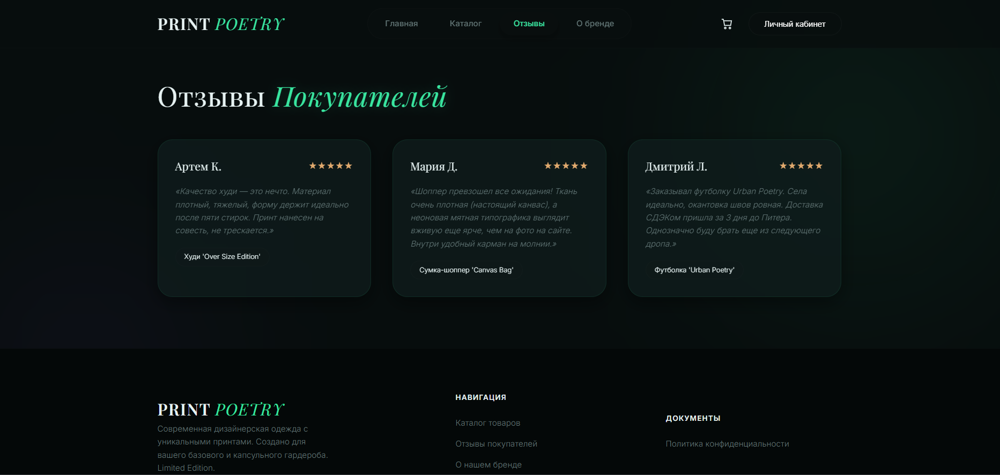 PRINT POETRY
Главная
Каталог
Отзывы
О бренде
Личный кабинет
Отзывы Покупателей
Артем К.
★★★★★
«Качество худи — это нечто. Материал
плотный, тяжелый, форму держит идеально
после пяти стирок. Принт нанесен на
совесть, не трескается.»
Худи 'Over Size Edition'
Мария Д.
★★★★★
«Шоппер превзошел все ожидания! Ткань
очень плотная (настоящий канвас), а
неоновая мятная типографика выглядит
вживую еще ярче, чем на фото на сайте.
Внутри удобный карман на молнии.»
Сумка-шоппер 'Canvas Bag'
Дмитрий Л.
★★★★★
«Заказывал футболку Urban Poetry. Села
идеально, окантовка швов ровная. Доставка
СДЭКом пришла за 3 дня до Питера.
Однозначно буду брать еще из следующего
дропа.»
Футболка 'Urban Poetry'
PRINT POETRY
Современная дизайнерская одежда с
уникальными принтами. Создано для
вашего базового и капсульного гардероба.
Limited Edition.
НАВИГАЦИЯ
Каталог товаров
Отзывы покупателей
О нашем бренде
ДОКУМЕНТЫ
Политика конфиденциальности